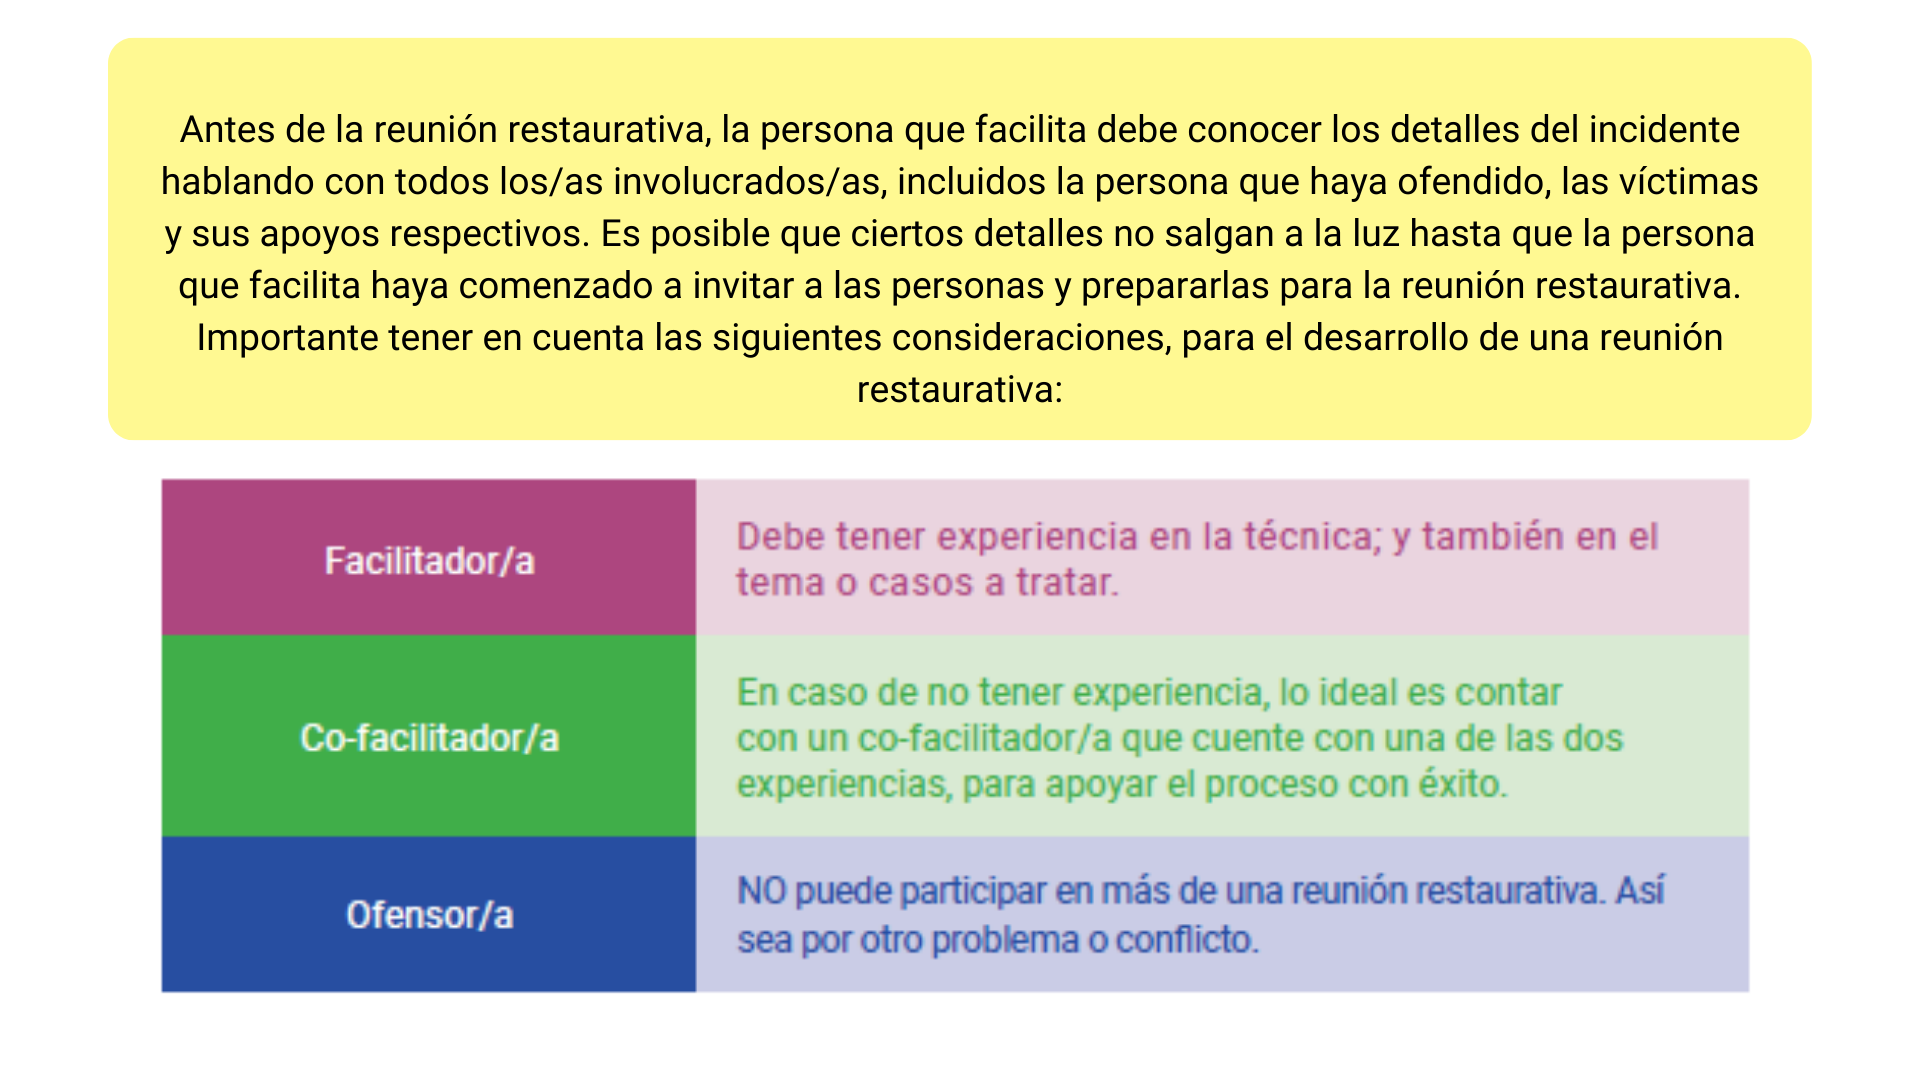 Antes de la reunión restaurativa, la persona que facilita debe conocer los detalles del incidente
hablando con todos los/as involucrados/as, incluidos la persona que haya ofendido, las víctimas
y sus apoyos respectivos. Es posible que ciertos detalles no salgan a la luz hasta que la persona
que facilita haya comenzado a invitar a las personas y prepararlas para la reunión restaurativa.
Importante tener en cuenta las siguientes consideraciones, para el desarrollo de una reunión
restaurativa:
Facilitador/a
Debe tener experiencia en la técnica; y también en el
tema o casos a tratar.
Co-facilitador/a
En caso de no tener experiencia, lo ideal es contar
con un co-facilitador/a que cuente con una de las dos
experiencias, para apoyar el proceso con éxito.
Ofensor/a
NO puede participar en más de una reunión restaurativa. Así
sea por otro problema o conflicto.